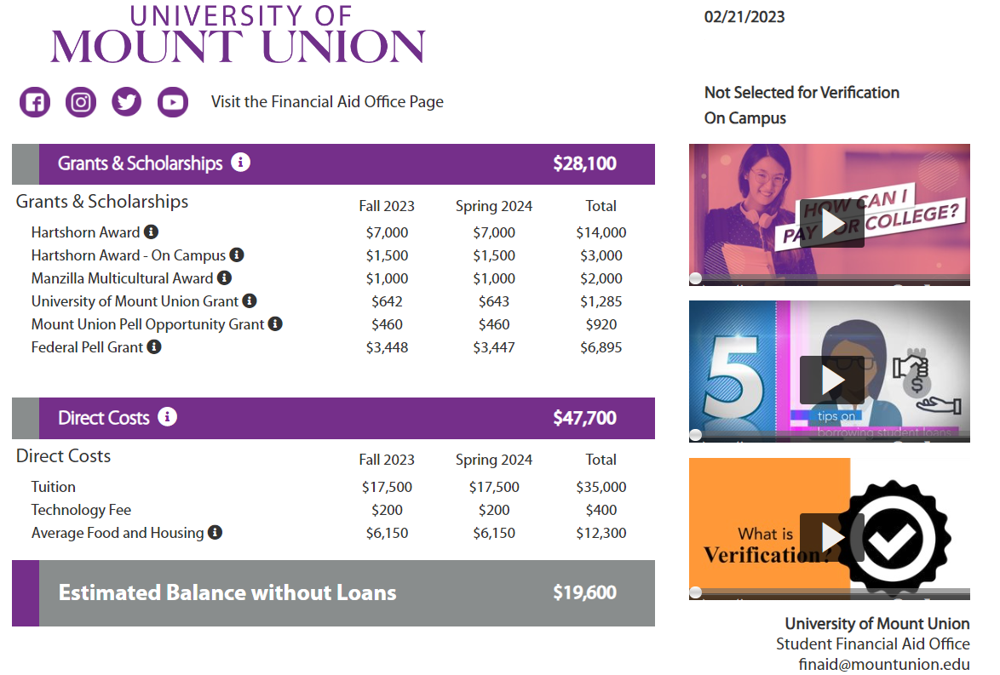 UNIVERSITY OF
MOUNT UNION
Visit the Financial Aid Office Page
Grants & Scholarships $28,100
Grants & Scholarships Fall 2023 Spring 2024 Total
Hartshorn Award $7,000 $7,000 $14,000
Hartshorn Award - On Campus $1,500 $1,500 $3,000
Manzilla Multicultural Award $1,000 $1,000 $2,000
University of Mount Union Grant $642 $643 $1,285
Mount Union Pell Opportunity Grant $460 $460 $920
Federal Pell Grant $3,448 $3,447 $6,895
Direct Costs $47,700
Direct Costs Fall 2023 Spring 2024 Total
Tuition $17,500 $17,500 $35,000
Technology Fee $200 $200 $400
Average Food and Housing $6,150 $6,150 $12,300
Estimated Balance without Loans $19,600
02/21/2023
Not Selected for Verification
On Campus
HOW CAN I
PAY FOR COLLEGE?
5
$
tips on
borrowing student loans
What is
Verification?
University of Mount Union
Student Financial Aid Office
finaid@mountunion.edu